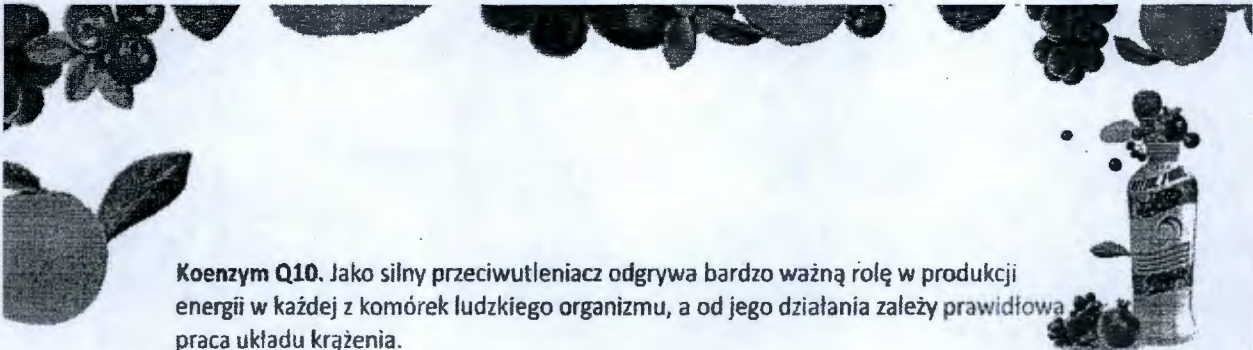 Koenzym Q10. Jako silny przeciwutleniacz odgrywa bardzo ważną rolę w produkcji
energii w każdej z komórek ludzkiego organizmu, a od jego działania zależy prawidłowa
praca układu krążenia.